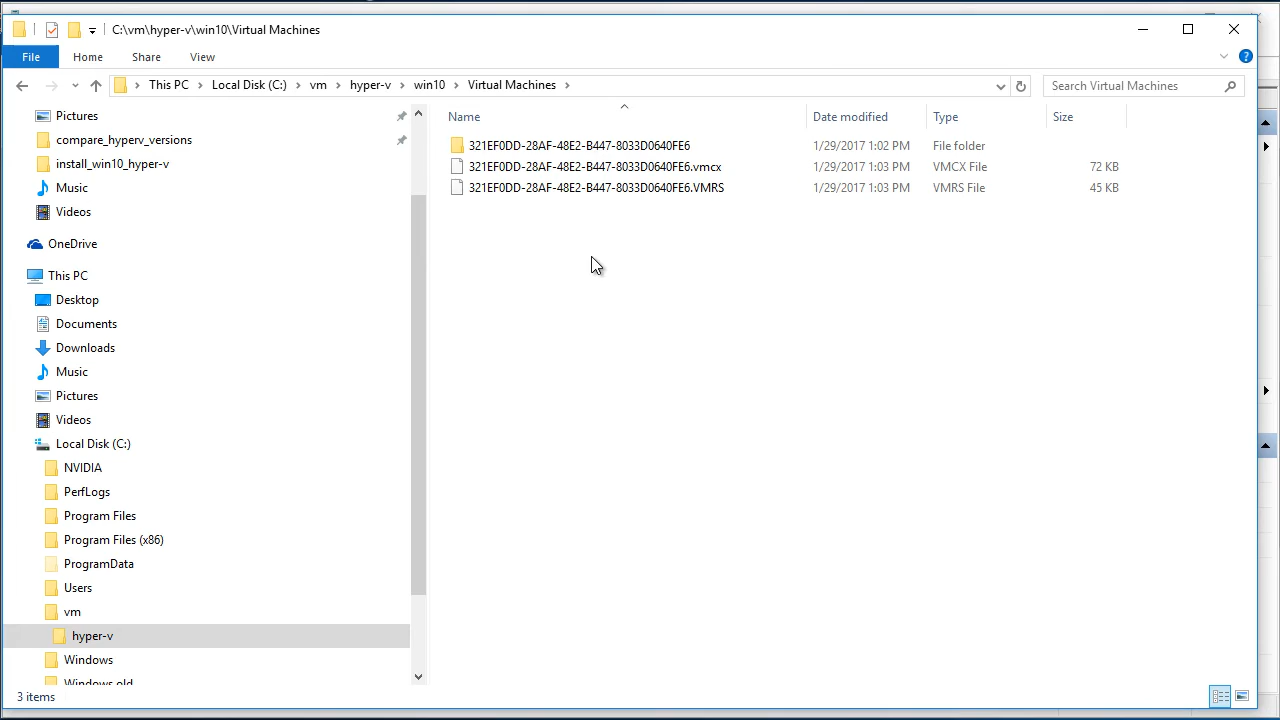 C:\vm\hyper-v\win10\Virtual Machines
File Home Share View
This PC Local Disk (C:) vm hyper-v win10 Virtual Machines
Search Virtual Machines
Pictures
compare_hyperv_versions
install_win10_hyper-v
Music
Videos
OneDrive
This PC
Desktop
Documents
Downloads
Music
Pictures
Videos
Local Disk (C:)
NVIDIA
PerfLogs
Program Files
Program Files (x86)
ProgramData
Users
vm
hyper-v
Windows
Windows.old
Name Date modified Type Size
321EF0DD-28AF-48E2-B447-8033D0640FE6 1/29/2017 1:02 PM File folder
321EF0DD-28AF-48E2-B447-8033D0640FE6.vmcx 1/29/2017 1:03 PM VMCX File 72 KB
321EF0DD-28AF-48E2-B447-8033D0640FE6.VMRS 1/29/2017 1:03 PM VMRS File 45 KB
3 items